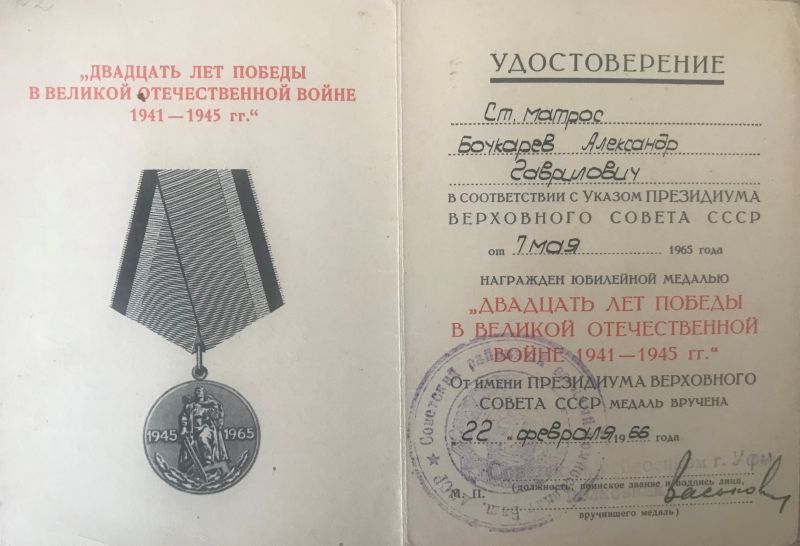 „ДВАДЦАТЬ ЛЕТ ПОБЕДЫ
В ВЕЛИКОЙ ОТЕЧЕСТВЕННОЙ ВОЙНЕ
1941 — 1945 гг.“
1945 1965
УДОСТОВЕРЕНИЕ
Ст. матрос
Бочкарев Александр
Гаврилович
В СООТВЕТСТВИИ С УКАЗОМ ПРЕЗИДИУМА
ВЕРХОВНОГО СОВЕТА СССР
от 7 мая 1965 года
НАГРАЖДЕН ЮБИЛЕЙНОЙ МЕДАЛЬЮ
„ДВАДЦАТЬ ЛЕТ ПОБЕДЫ
В ВЕЛИКОЙ ОТЕЧЕСТВЕННОЙ
ВОЙНЕ 1941 — 1945 гг.“
От имени ПРЕЗИДИУМА ВЕРХОВНОГО
СОВЕТА СССР МЕДАЛЬ ВРУЧЕНА
„22 „ февраля 1966 года
г. Уфы
(должность, воинское звание и подпись лица,
М. П.
вручившего медаль)
★ Советский районный